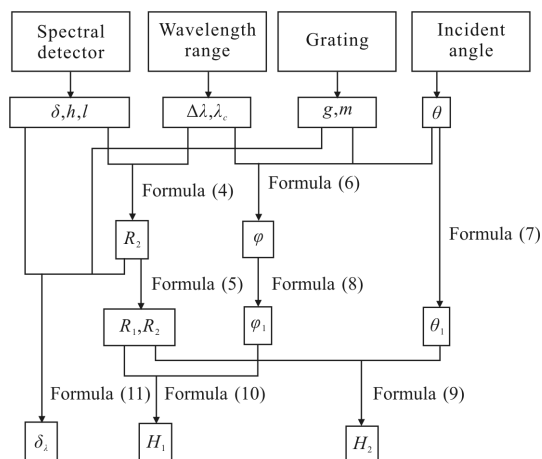 Spectral
detector
Wavelength
range
Grating
Incident
angle
δ,h,l
Δλ,λc
g,m
θ
Formula (4)
Formula (6)
R₂
φ
Formula (7)
Formula (5)
Formula (8)
R₁,R₂
φ₁
θ₁
Formula (11)
Formula (10)
Formula (9)
δλ
H₁
H₂